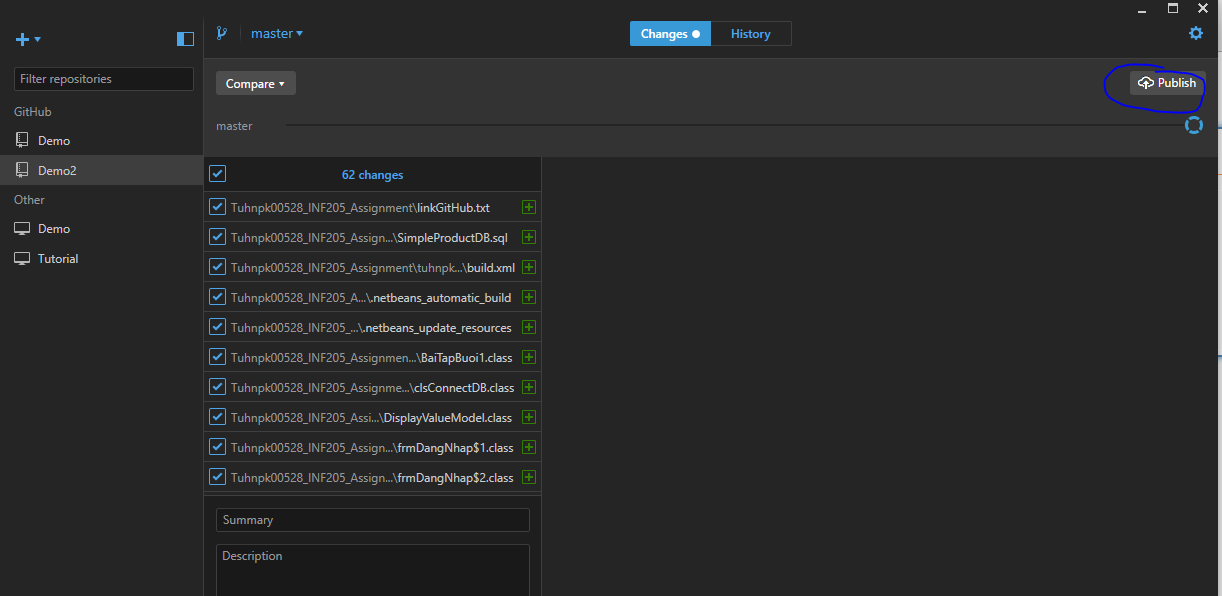 master
Changes
History
Filter repositories
Compare
Publish
GitHub
master
Demo
Demo2
Other
Demo
Tutorial
62 changes
Tuhnpk00528_INF205_Assignment\linkGitHub.txt
Tuhnpk00528_INF205_Assign...\SimpleProductDB.sql
Tuhnpk00528_INF205_Assignment\tuhnpk...\build.xml
Tuhnpk00528_INF205_A...\.netbeans_automatic_build
Tuhnpk00528_INF205_...\.netbeans_update_resources
Tuhnpk00528_INF205_Assignmen...\BaiTapBuoi1.class
Tuhnpk00528_INF205_Assignme...\clsConnectDB.class
Tuhnpk00528_INF205_Assi...\DisplayValueModel.class
Tuhnpk00528_INF205_Assign...\frmDangNhap$1.class
Tuhnpk00528_INF205_Assign...\frmDangNhap$2.class
Summary
Description